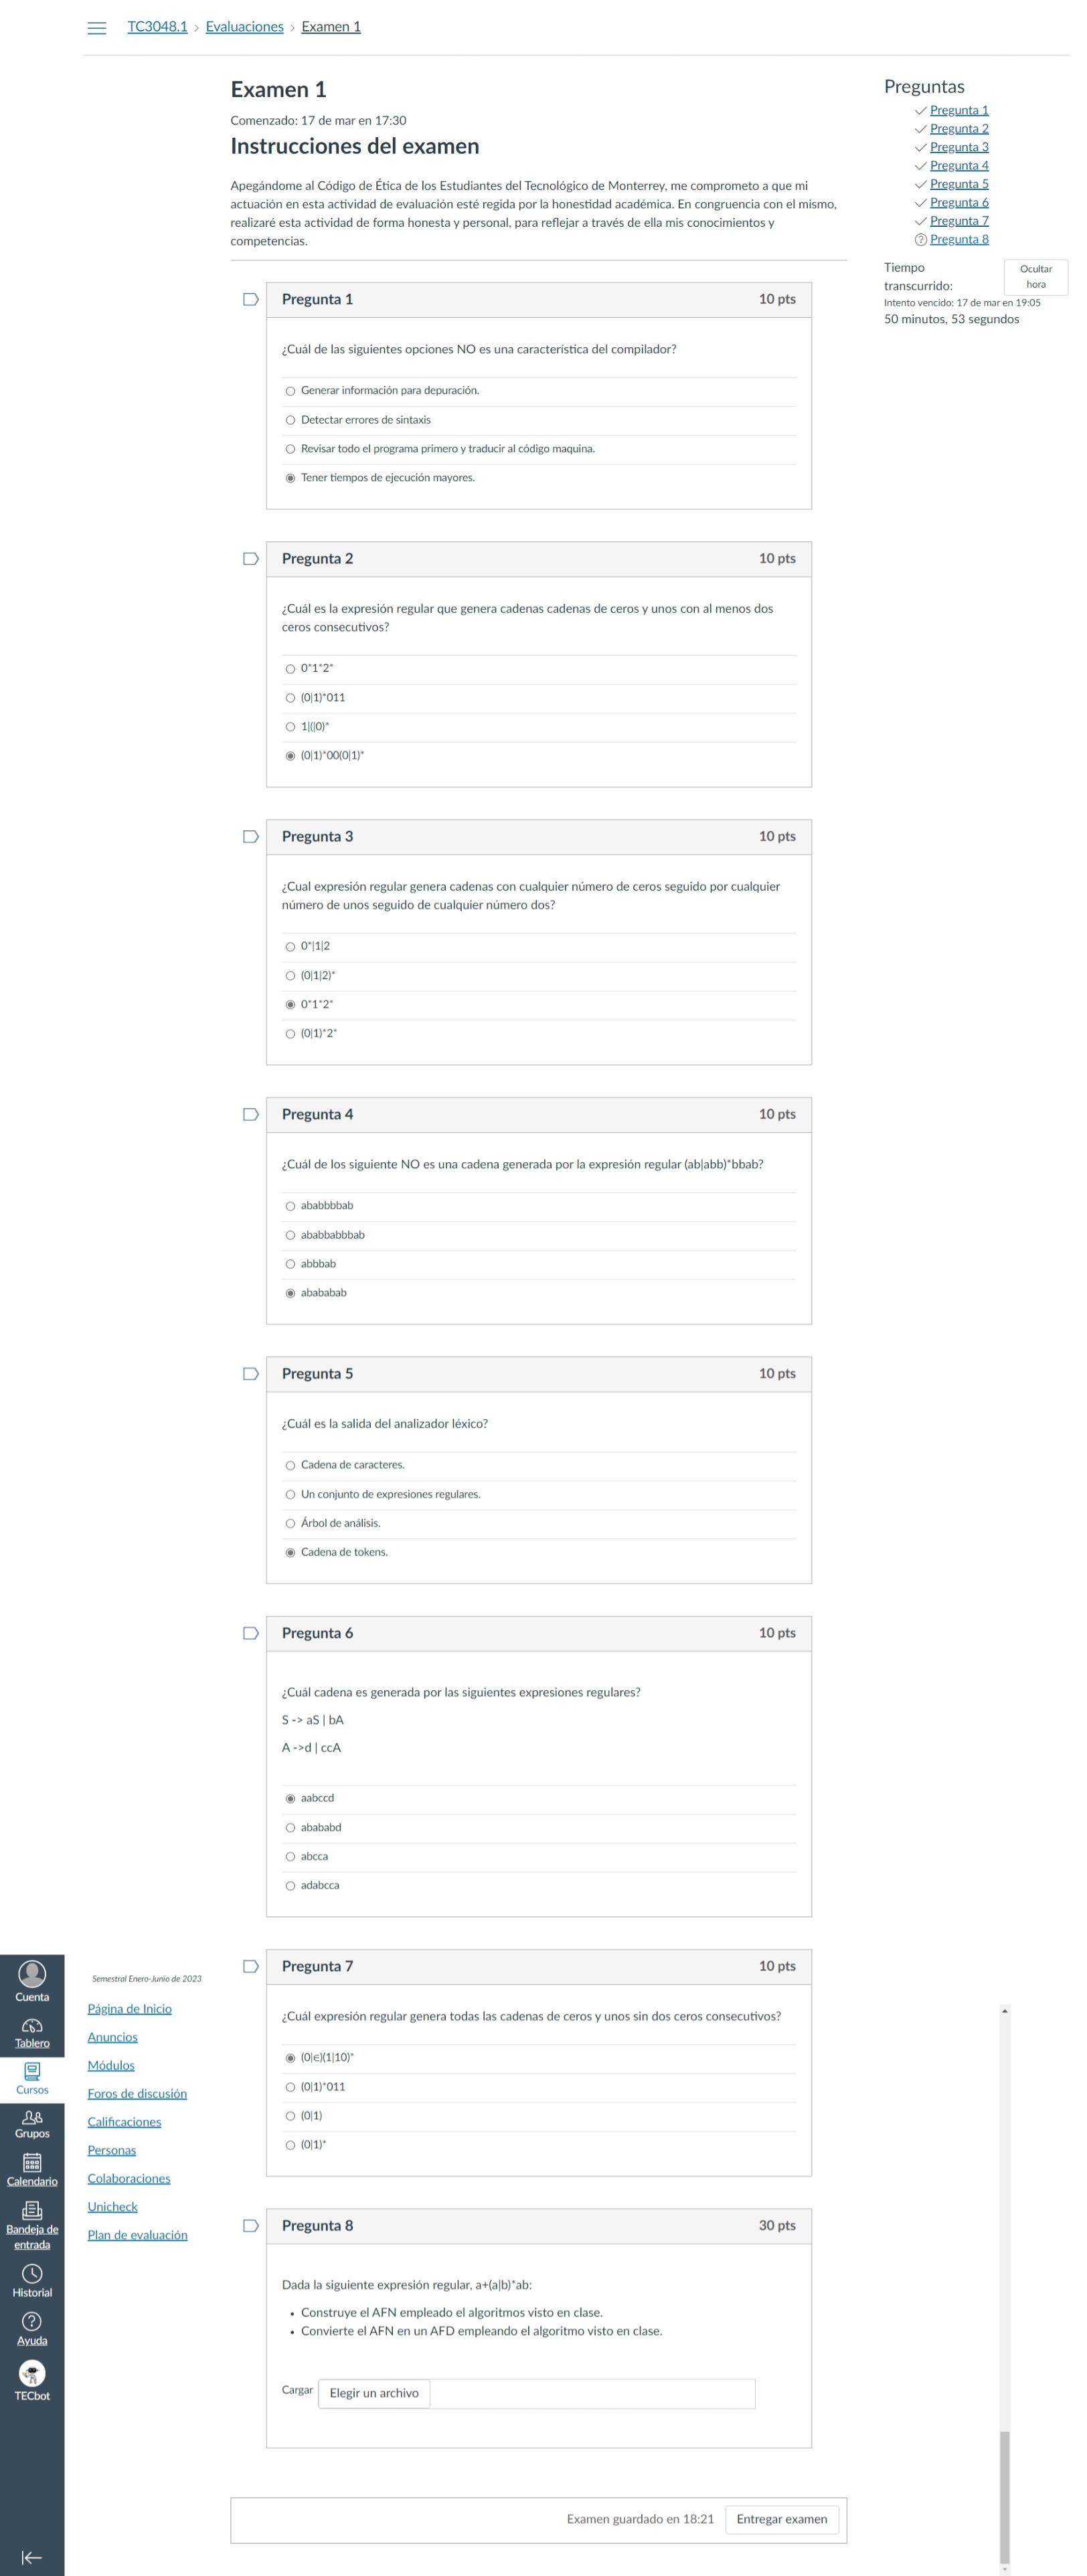 TC3048.1 › Evaluaciones › Examen 1
Examen 1
Comenzado: 17 de mar en 17:30
Instrucciones del examen
Apegándome al Código de Ética de los Estudiantes del Tecnológico de Monterrey, me comprometo a que mi
actuación en esta actividad de evaluación esté regida por la honestidad académica. En congruencia con el mismo,
realizaré esta actividad de forma honesta y personal, para reflejar a través de ella mis conocimientos y
competencias.
Preguntas
Pregunta 1
Pregunta 2
Pregunta 3
Pregunta 4
Pregunta 5
Pregunta 6
Pregunta 7
Pregunta 8
Tiempo
transcurrido:
Ocultar
hora
Intento vencido: 17 de mar en 19:05
50 minutos, 53 segundos
Pregunta 1 10 pts
¿Cuál de las siguientes opciones NO es una característica del compilador?
Generar información para depuración.
Detectar errores de sintaxis
Revisar todo el programa primero y traducir al código maquina.
Tener tiempos de ejecución mayores.
Pregunta 2 10 pts
¿Cuál es la expresión regular que genera cadenas cadenas de ceros y unos con al menos dos
ceros consecutivos?
0*1*2*
(0|1)*011
1|(|0)*
(0|1)*00(0|1)*
Pregunta 3 10 pts
¿Cual expresión regular genera cadenas con cualquier número de ceros seguido por cualquier
número de unos seguido de cualquier número dos?
0*|1|2
(0|1|2)*
0*1*2*
(0|1)*2*
Pregunta 4 10 pts
¿Cuál de los siguiente NO es una cadena generada por la expresión regular (ab|abb)*bbab?
ababbbbab
ababbabbbab
abbbab
abababab
Pregunta 5 10 pts
¿Cuál es la salida del analizador léxico?
Cadena de caracteres.
Un conjunto de expresiones regulares.
Árbol de análisis.
Cadena de tokens.
Pregunta 6 10 pts
¿Cuál cadena es generada por las siguientes expresiones regulares?
S -> aS | bA
A ->d | ccA
aabccd
abababd
abcca
adabcca
Pregunta 7 10 pts
¿Cuál expresión regular genera todas las cadenas de ceros y unos sin dos ceros consecutivos?
(0|∈)(1|10)*
(0|1)*011
(0|1)
(0|1)*
Pregunta 8 30 pts
Dada la siguiente expresión regular, a+(a|b)*ab:
• Construye el AFN empleado el algoritmos visto en clase.
• Convierte el AFN en un AFD empleando el algoritmo visto en clase.
Cargar Elegir un archivo
Examen guardado en 18:21 Entregar examen
Cuenta
Tablero
Cursos
Grupos
Calendario
Bandeja de
entrada
Historial
Ayuda
TECbot
Semestral Enero-Junio de 2023
Página de Inicio
Anuncios
Módulos
Foros de discusión
Calificaciones
Personas
Colaboraciones
Unicheck
Plan de evaluación